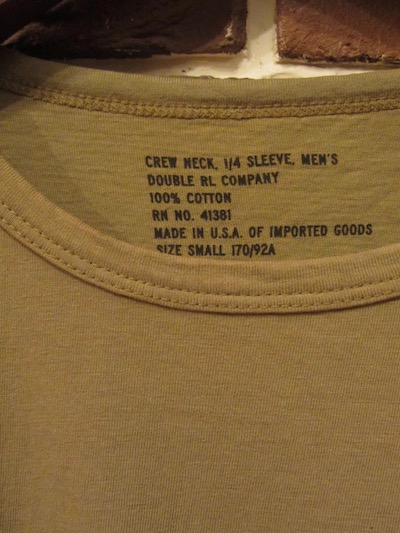 CREW NECK, 1/4 SLEEVE, MEN'S
DOUBLE RL COMPANY
100% COTTON
RN NO. 41381
MADE IN U.S.A. OF IMPORTED GOODS
SIZE SMALL 170/92A